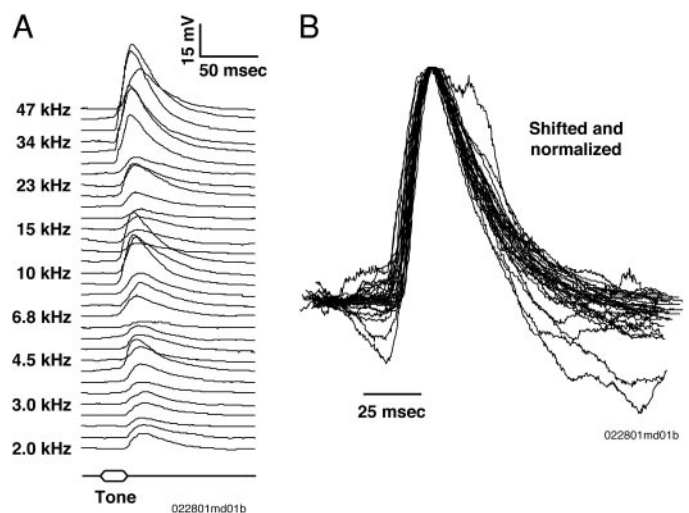 A
15 mV
50 msec
47 kHz
34 kHz
23 kHz
15 kHz
10 kHz
6.8 kHz
4.5 kHz
3.0 kHz
2.0 kHz
Tone
022801md01b
B
Shifted and
normalized
25 msec
022801md01b